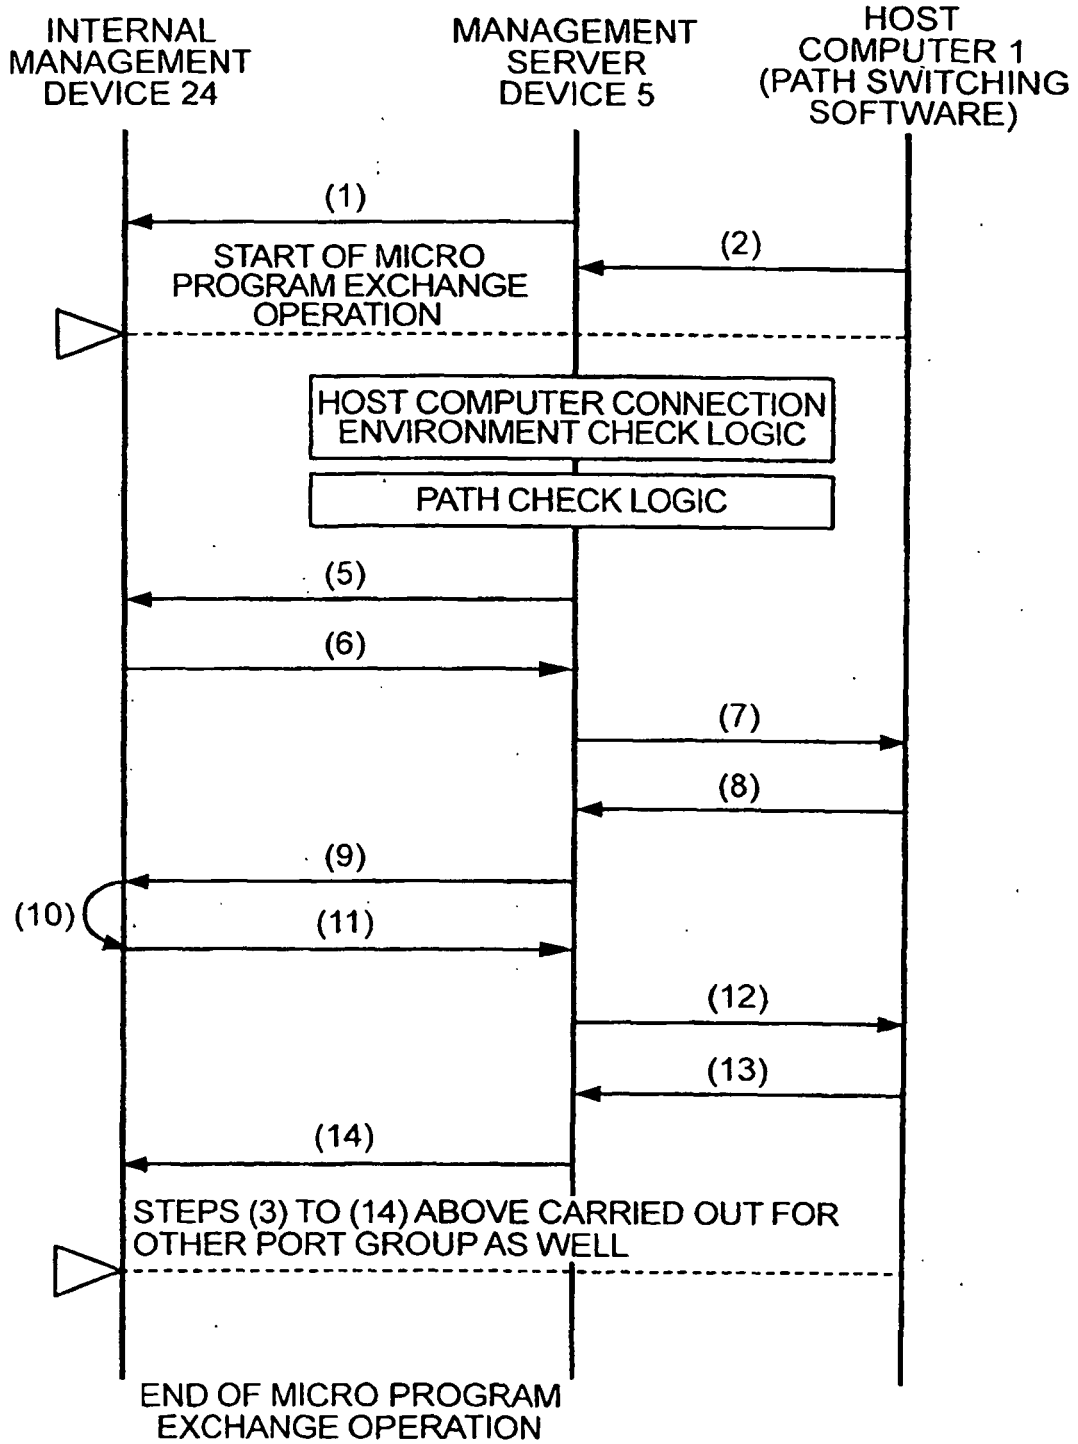 INTERNAL
MANAGEMENT
DEVICE 24
MANAGEMENT
SERVER
DEVICE 5
HOST
COMPUTER 1
(PATH SWITCHING
SOFTWARE)
(1)
(2)
START OF MICRO
PROGRAM EXCHANGE
OPERATION
HOST COMPUTER CONNECTION
ENVIRONMENT CHECK LOGIC
PATH CHECK LOGIC
(5)
(6)
(7)
(8)
(9)
(10)
(11)
(12)
(13)
(14)
STEPS (3) TO (14) ABOVE CARRIED OUT FOR
OTHER PORT GROUP AS WELL
END OF MICRO PROGRAM
EXCHANGE OPERATION